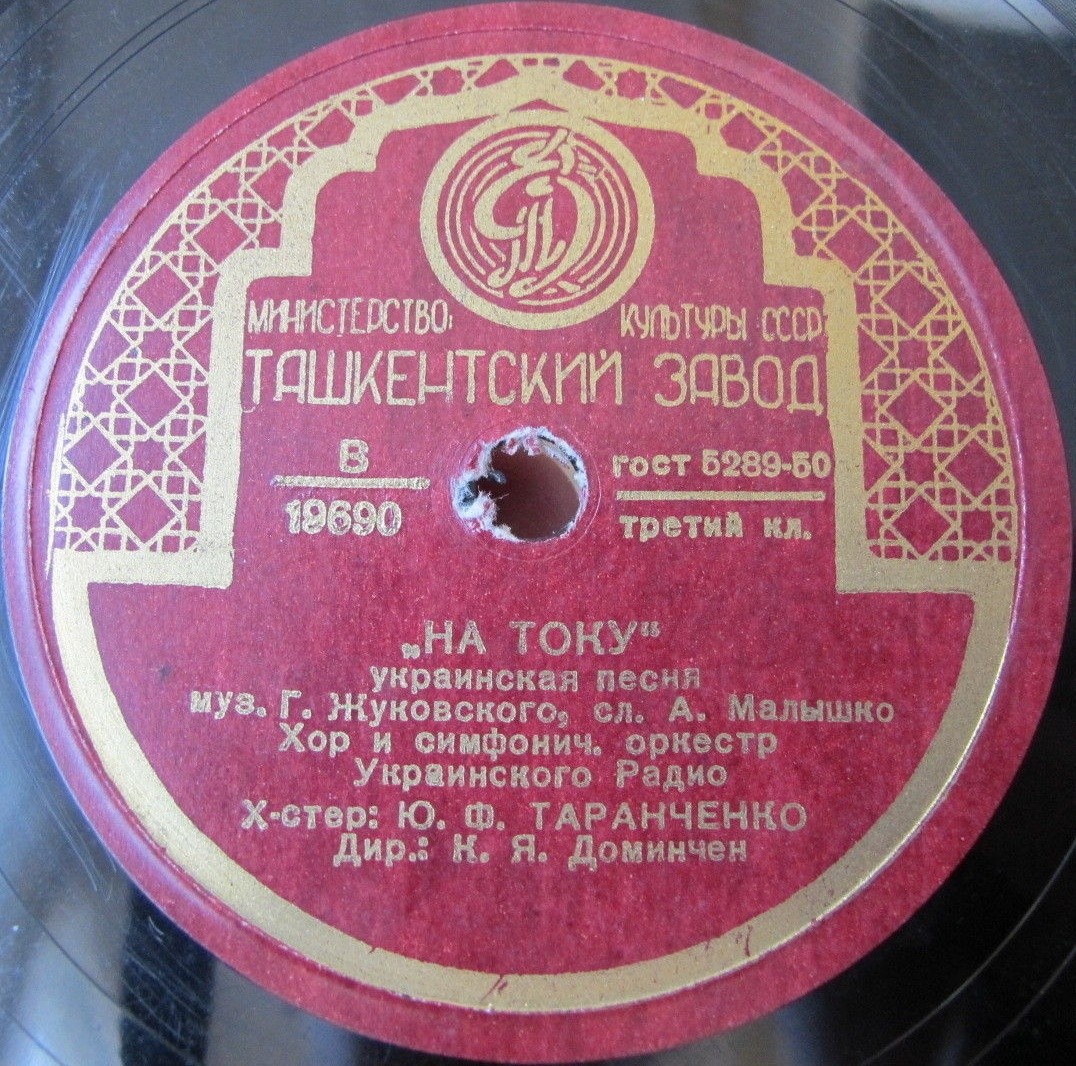 МИНИСТЕРСТВО КУЛЬТУРЫ СССР
ТАШКЕНТСКИЙ ЗАВОД
В
19690
ГОСТ 5289-50
третий кл.
„НА ТОКУ“
украинская песня
муз. Г. Жуковского, сл. А. Малышко
Хор и симфонич. оркестр
Украинского Радио
Х-стер: Ю. Ф. ТАРАНЧЕНКО
Дир.: К. Я. Доминчен